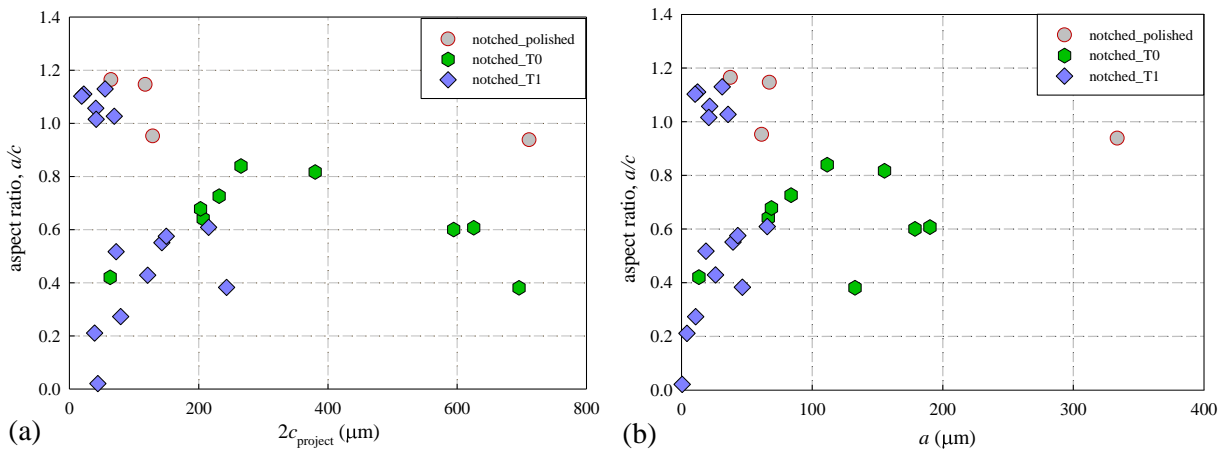 1.4
1.2
1.0
0.8
0.6
0.4
0.2
0.0
aspect ratio, a/c
notched_polished
notched_T0
notched_T1
0 200 400 600 800
2c_project (μm)
(a)
1.4
1.2
1.0
0.8
0.6
0.4
0.2
0.0
aspect ratio, a/c
notched_polished
notched_T0
notched_T1
0 100 200 300 400
a (μm)
(b)